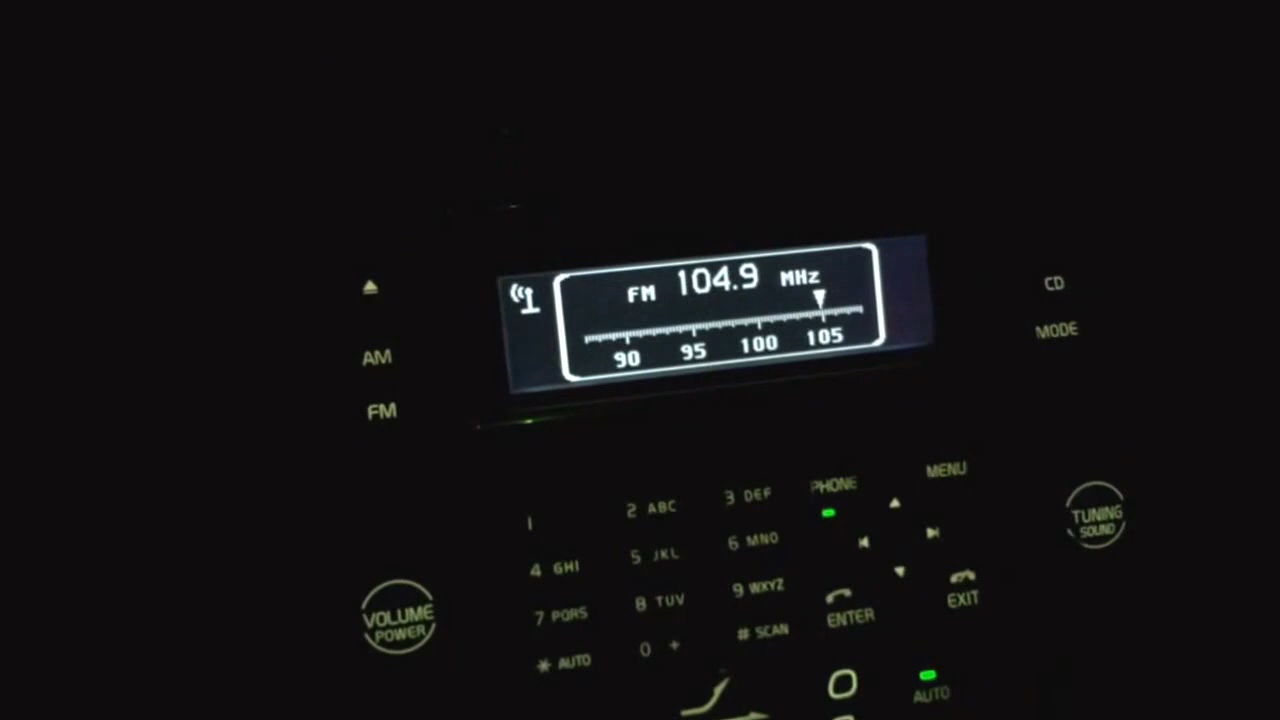 FM 104.9 MHz
90 95 100 105
AM
FM
CD
MODE
1
2 ABC
3 DEF
PHONE
MENU
4 GHI
5 JKL
6 MNO
7 PQRS
8 TUV
9 WXYZ
* AUTO
0 +
# SCAN
ENTER
EXIT
VOLUME
POWER
TUNING
SOUND
AUTO